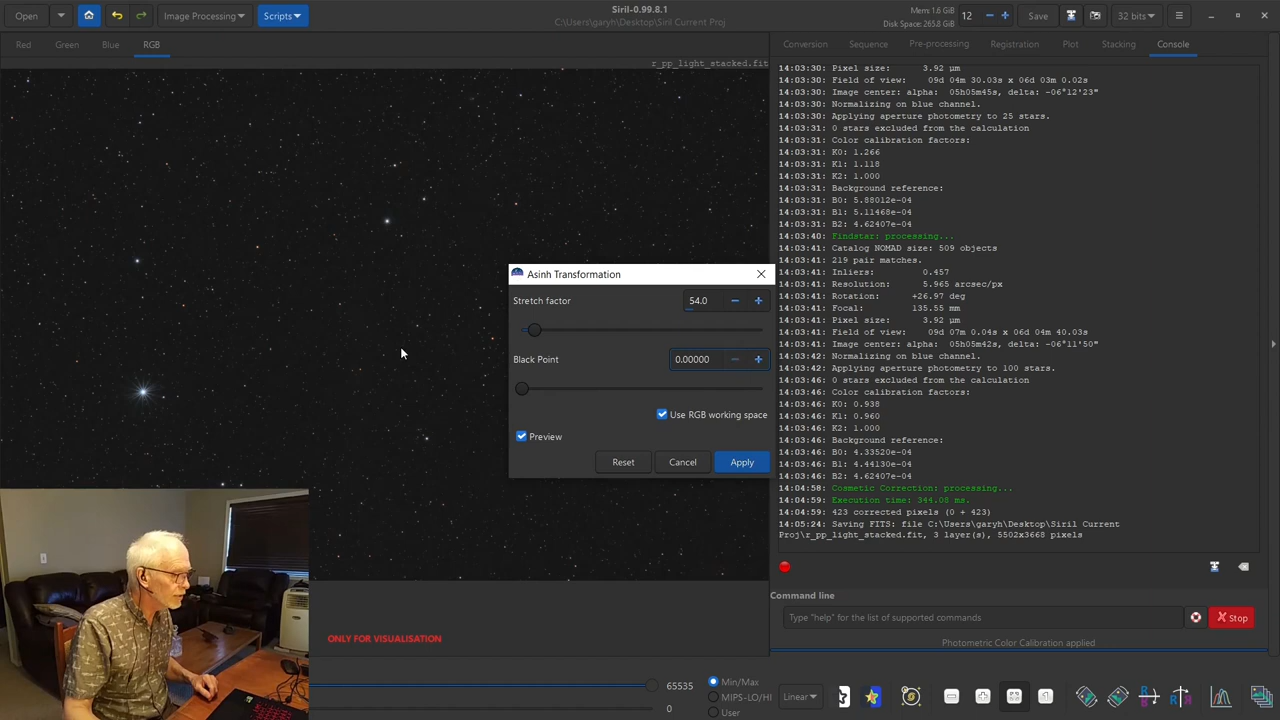 Siril-0.99.8.1
C:\Users\garyh\Desktop\Siril Current Proj
Open
Image Processing
Scripts
Mem: 1.6 GiB
Disk Space: 265.8 GiB
12
Save
32 bits
Red Green Blue RGB
Conversion Sequence Pre-processing Registration Plot Stacking Console
r_pp_light_stacked.fit
14:03:30: Pixel size: 3.92 µm
14:03:30: Field of view: 09d 04m 30.03s x 06d 03m 0.02s
14:03:30: Image center: alpha: 05h05m45s, delta: -06°12'23"
14:03:30: Normalizing on blue channel.
14:03:30: Applying aperture photometry to 25 stars.
14:03:31: 0 stars excluded from the calculation
14:03:31: Color calibration factors:
14:03:31: K0: 1.266
14:03:31: K1: 1.118
14:03:31: K2: 1.000
14:03:31: Background reference:
14:03:31: B0: 5.88012e-04
14:03:31: B1: 5.11468e-04
14:03:31: B2: 4.62407e-04
14:03:40: Findstar: processing...
14:03:41: Catalog NOMAD size: 509 objects
14:03:41: 219 pair matches.
14:03:41: Inliers: 0.457
14:03:41: Resolution: 5.965 arcsec/px
14:03:41: Rotation: +26.97 deg
14:03:41: Focal: 135.55 mm
14:03:41: Pixel size: 3.92 µm
14:03:41: Field of view: 09d 07m 0.04s x 06d 04m 40.03s
14:03:41: Image center: alpha: 05h05m42s, delta: -06°11'50"
14:03:42: Normalizing on blue channel.
14:03:42: Applying aperture photometry to 100 stars.
14:03:46: 0 stars excluded from the calculation
14:03:46: Color calibration factors:
14:03:46: K0: 0.938
14:03:46: K1: 0.960
14:03:46: K2: 1.000
14:03:46: Background reference:
14:03:46: B0: 4.33520e-04
14:03:46: B1: 4.44130e-04
14:03:46: B2: 4.62407e-04
14:04:58: Cosmetic Correction: processing...
14:04:59: Execution time: 344.08 ms.
14:04:59: 423 corrected pixels (0 + 423)
14:05:24: Saving FITS: file C:\Users\garyh\Desktop\Siril Current
Proj\r_pp_light_stacked.fit, 3 layer(s), 5502x3668 pixels
Asinh Transformation
Stretch factor
54.0
Black Point
0.00000
Use RGB working space
Preview
Reset
Cancel
Apply
Command line
Type "help" for the list of supported commands
Stop
Photometric Color Calibration applied
ONLY FOR VISUALISATION
65535
0
Min/Max
MIPS-LO/HI
User
Linear